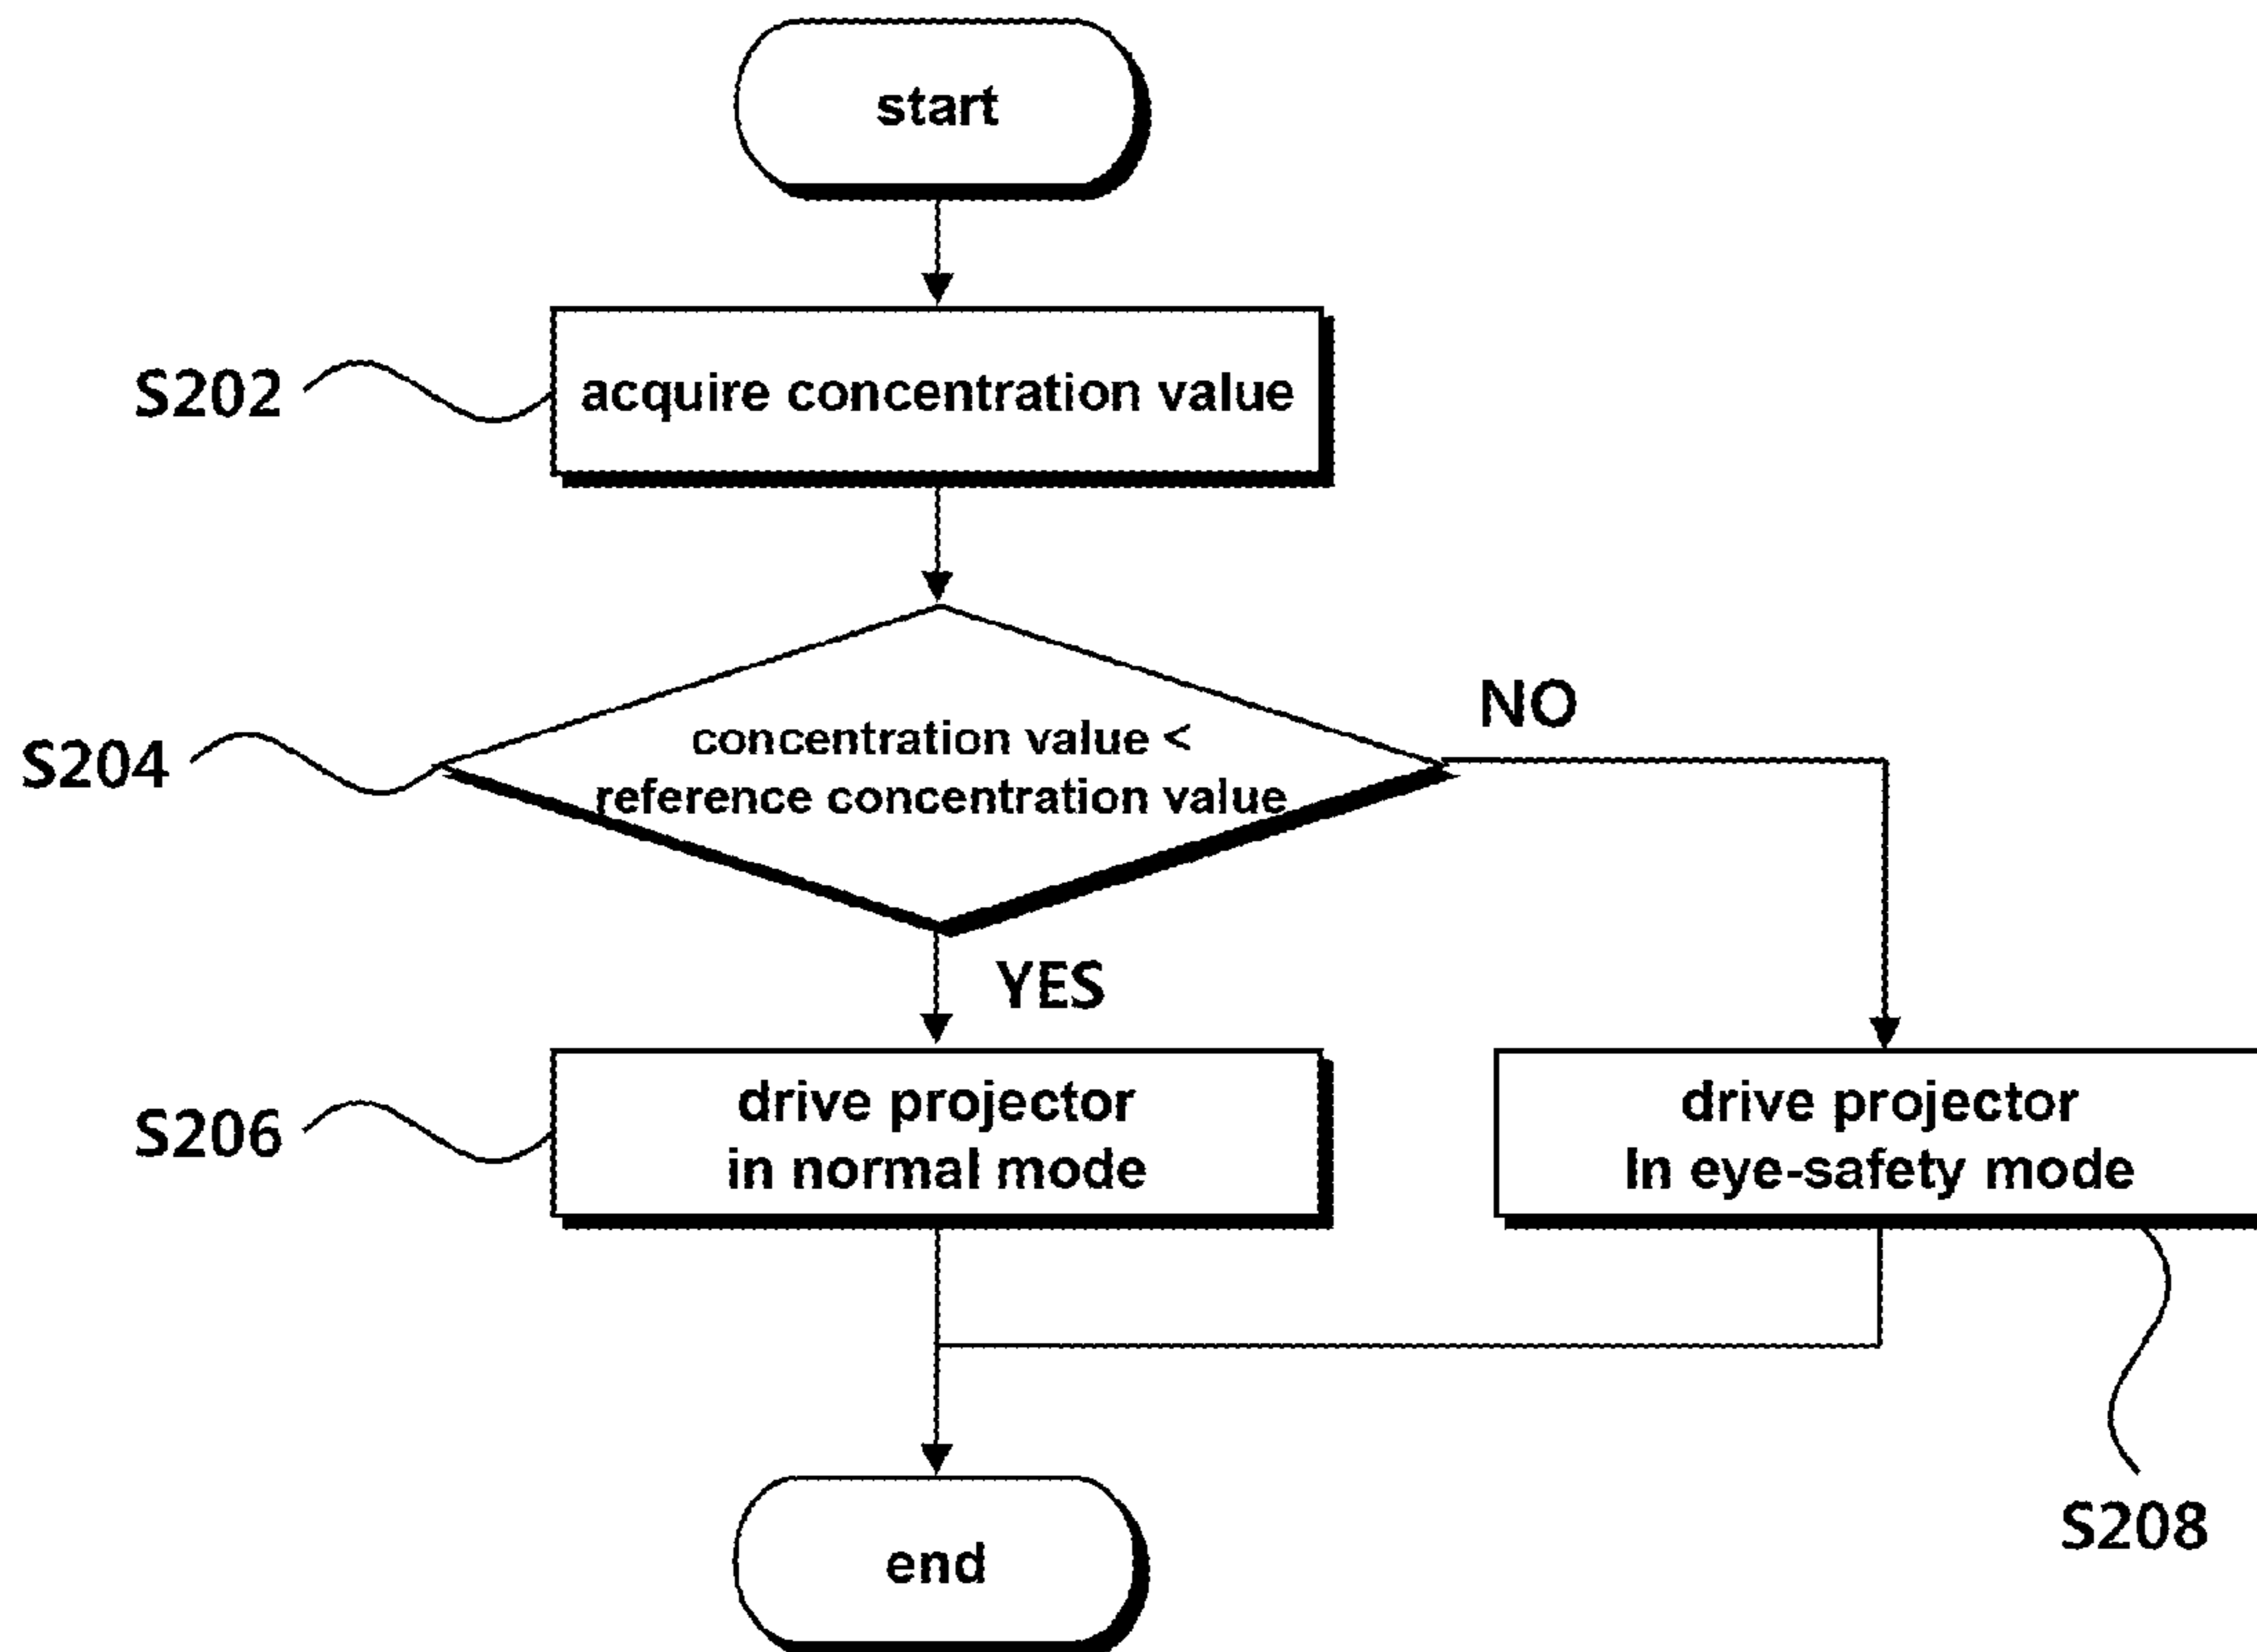 start
S202
acquire concentration value
S204
concentration value <
reference concentration value
NO
YES
S206
drive projector
in normal mode
drive projector
In eye-safety mode
S208
end